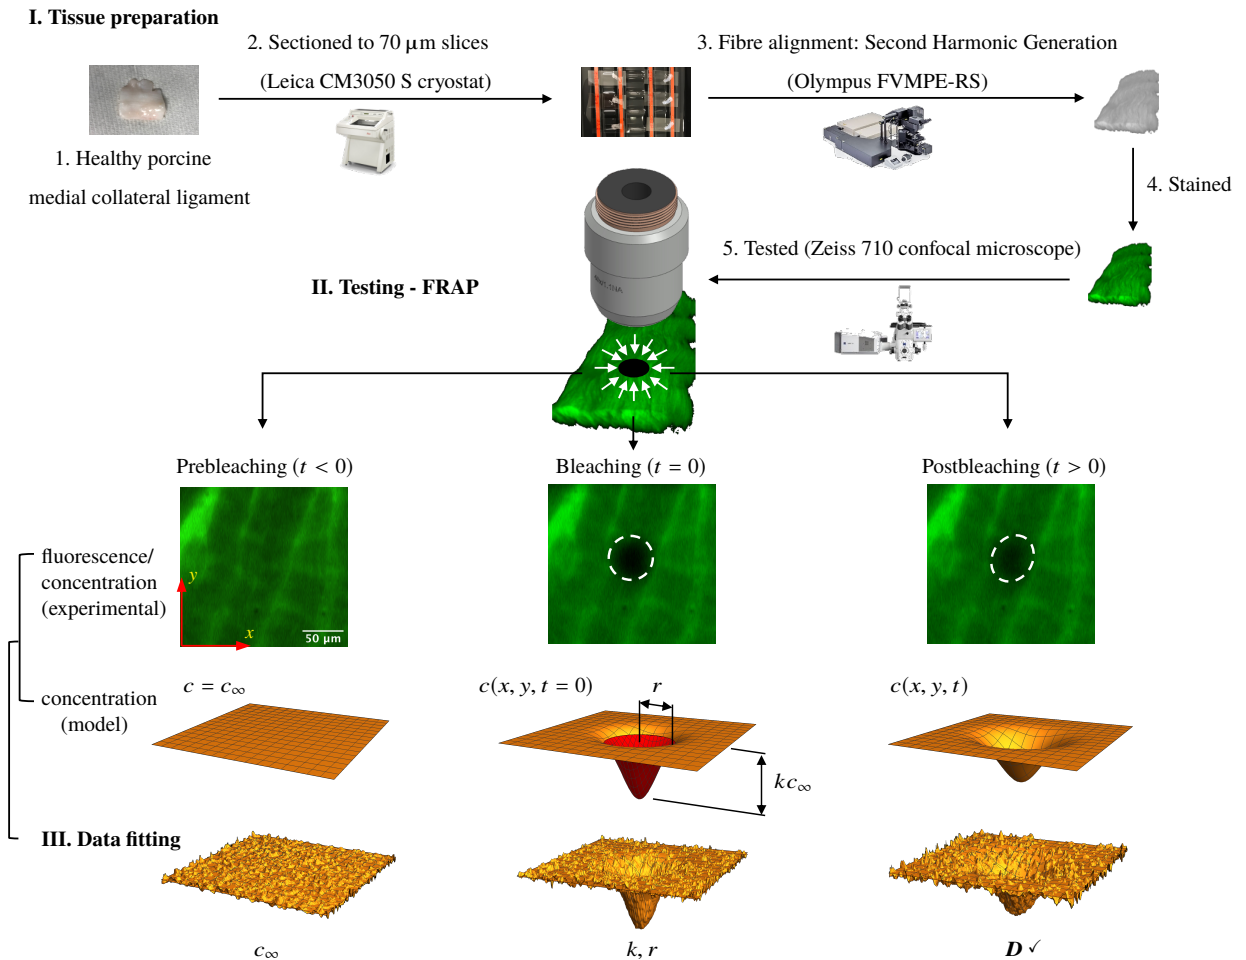 I. Tissue preparation
2. Sectioned to 70 μm slices
(Leica CM3050 S cryostat)
3. Fibre alignment: Second Harmonic Generation
(Olympus FVMPE-RS)
1. Healthy porcine
medial collateral ligament
4. Stained
5. Tested (Zeiss 710 confocal microscope)
II. Testing - FRAP
Prebleaching (t < 0)
Bleaching (t = 0)
Postbleaching (t > 0)
fluorescence/
concentration
(experimental)
y
x
50 μm
concentration
(model)
c = c∞
c(x, y, t = 0)
r
c(x, y, t)
kc∞
III. Data fitting
c∞
k, r
D ✓